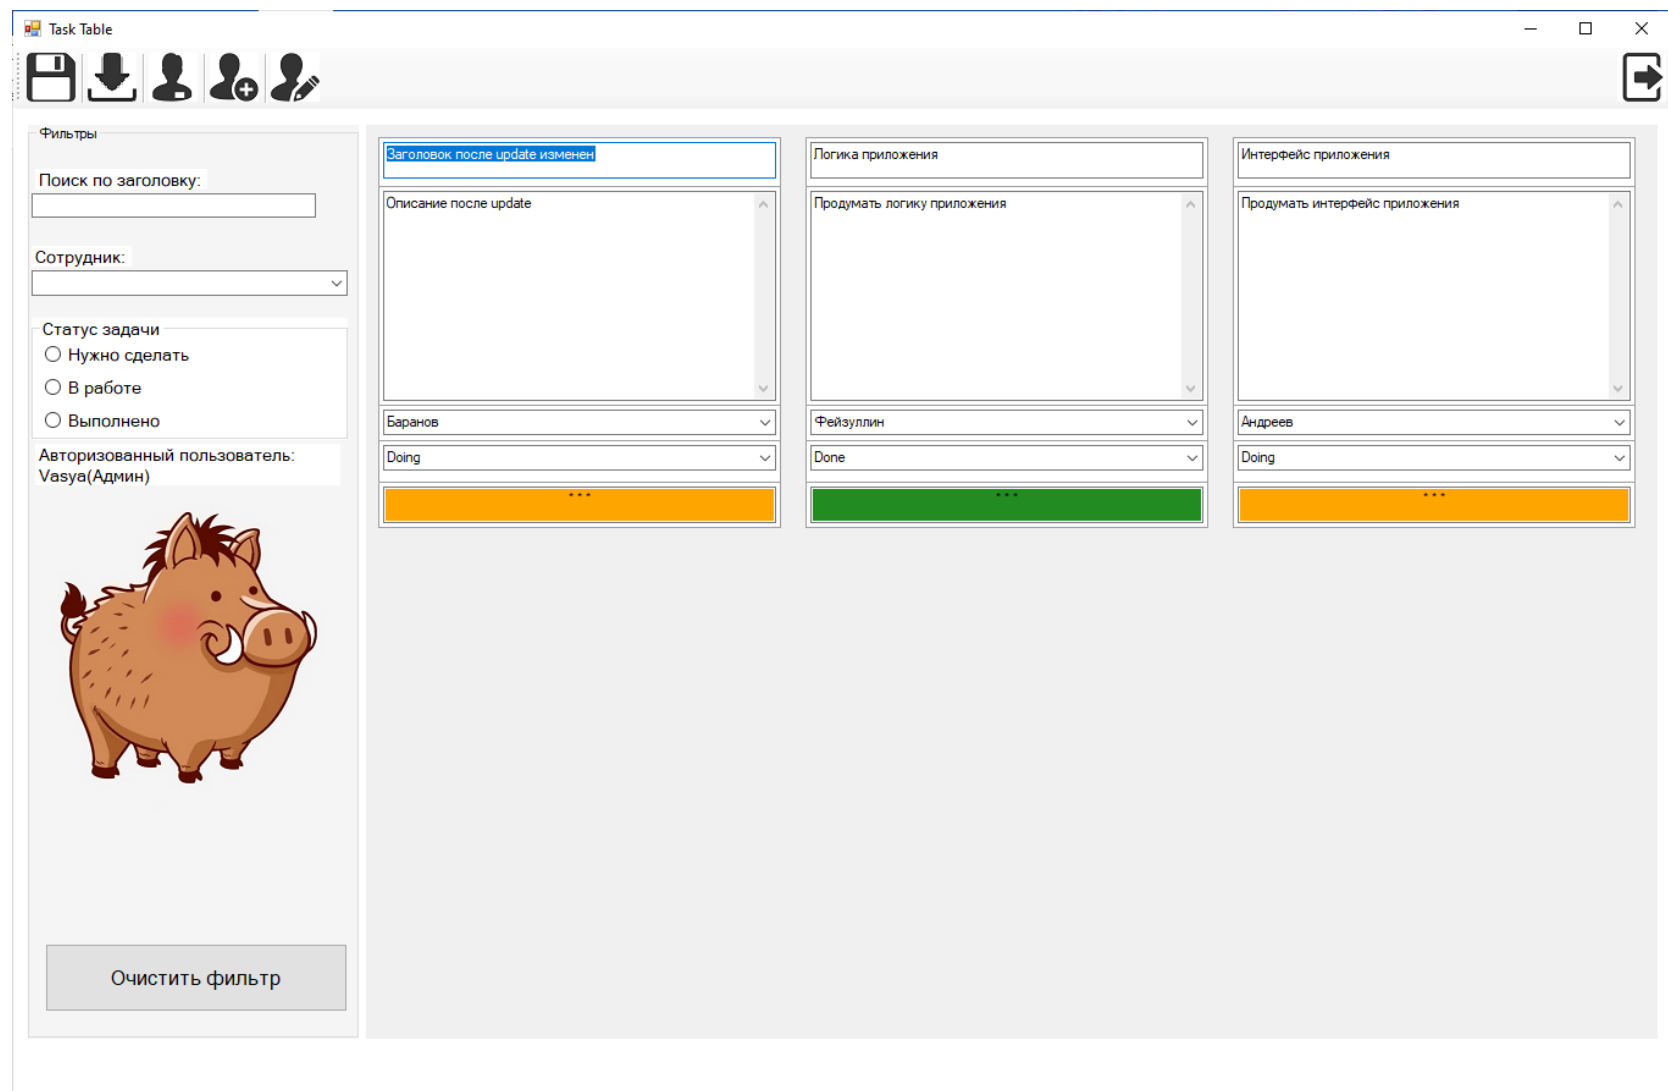 Task Table
Фильтры
Поиск по заголовку:
Сотрудник:
Статус задачи
Нужно сделать
В работе
Выполнено
Авторизованный пользователь:
Vasya(Админ)
Очистить фильтр
Заголовок после update изменен
Описание после update
Баранов
Doing
***
Логика приложения
Продумать логику приложения
Фейзуллин
Done
***
Интерфейс приложения
Продумать интерфейс приложения
Андреев
Doing
***